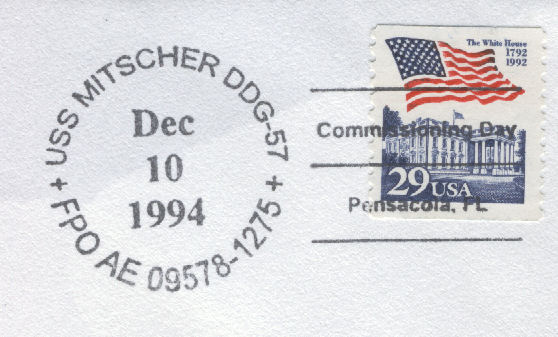 USS MITSCHER DDG-57
Dec
10
1994
+ FPO AE 09578-1275 +
The White House
1792
1992
Commissioning Day
29 USA
Pensacola, FL